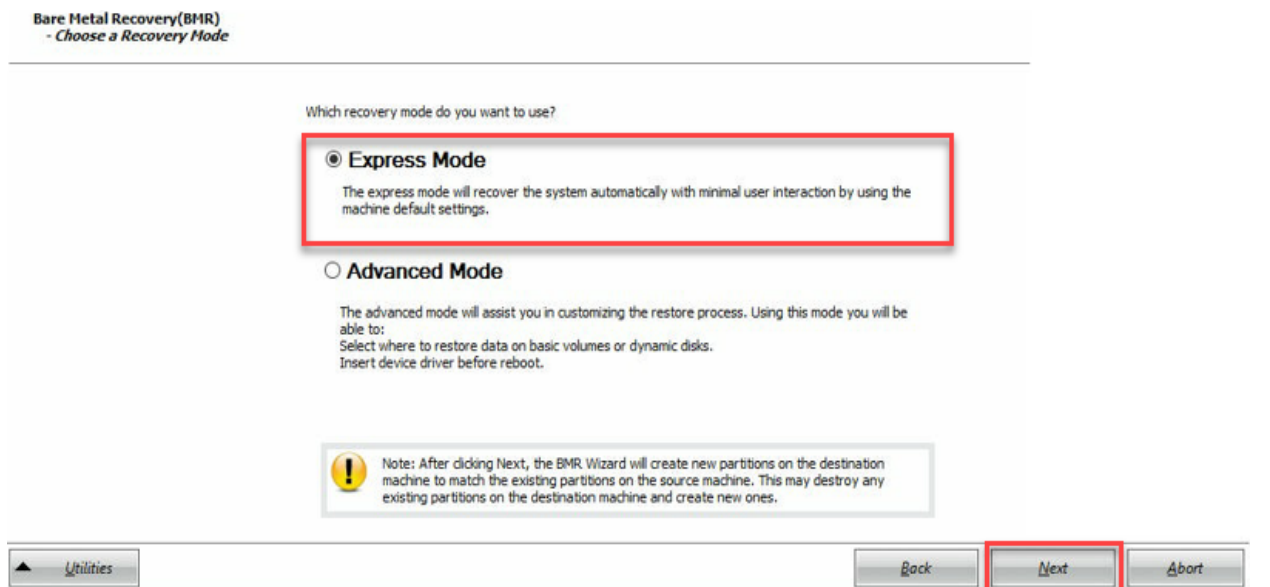 Bare Metal Recovery(BMR)
- Choose a Recovery Mode
Which recovery mode do you want to use?
Express Mode
The express mode will recover the system automatically with minimal user interaction by using the
machine default settings.
Advanced Mode
The advanced mode will assist you in customizing the restore process. Using this mode you will be
able to:
Select where to restore data on basic volumes or dynamic disks.
Insert device driver before reboot.
Note: After clicking Next, the BMR Wizard will create new partitions on the destination
machine to match the existing partitions on the source machine. This may destroy any
existing partitions on the destination machine and create new ones.
Utilities
Back
Next
Abort